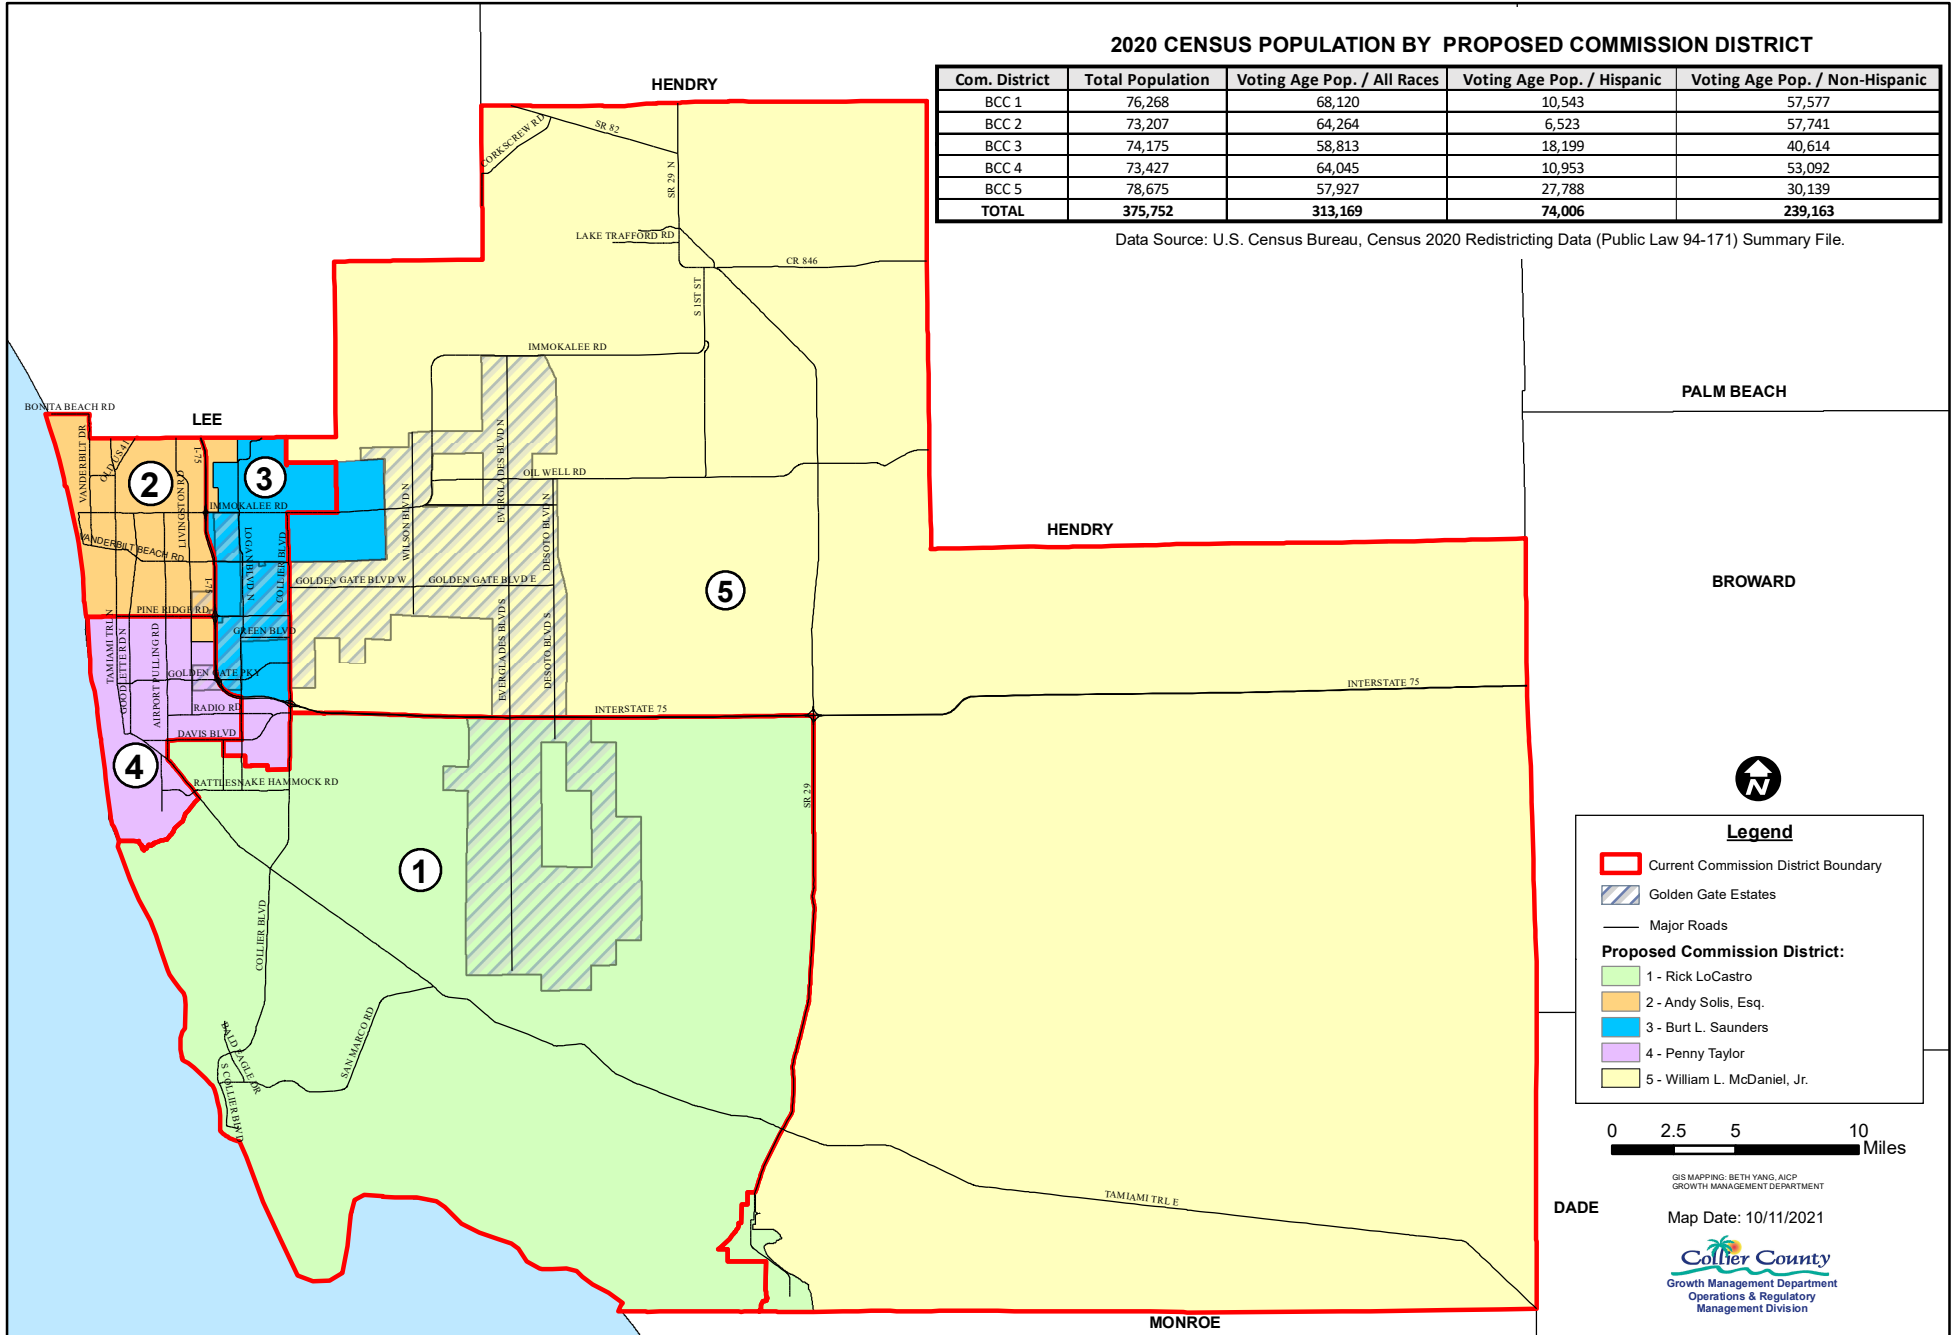 2020 CENSUS POPULATION BY PROPOSED COMMISSION DISTRICT
Com. District Total Population Voting Age Pop. / All Races Voting Age Pop. / Hispanic Voting Age Pop. / Non-Hispanic
BCC 1 76,268 68,120 10,543 57,577
BCC 2 73,207 64,264 6,523 57,741
BCC 3 74,175 58,813 18,199 40,614
BCC 4 73,427 64,045 10,953 53,092
BCC 5 78,675 57,927 27,788 30,139
TOTAL 375,752 313,169 74,006 239,163
Data Source: U.S. Census Bureau, Census 2020 Redistricting Data (Public Law 94-171) Summary File.
HENDRY
CORKSCREW RD
SR 82
SR 29 N
LAKE TRAFFORD RD
CR 846
S 1ST ST
IMMOKALEE RD
PALM BEACH
BONITA BEACH RD
LEE
VANDERBILT DR
OLD US 41
LIVINGSTON RD
I-75
2
3
IMMOKALEE RD
VANDERBILT BEACH RD
LOGAN BLVD N
COLLIER BLVD
WILSON BLVD N
EVERGLADES BLVD N
OIL WELL RD
DESOTO BLVD N
HENDRY
BROWARD
GOLDEN GATE BLVD W
GOLDEN GATE BLVD E
5
I-75
PINE RIDGE RD
GREEN BLVD
TAMIAMI TRL N
GOODLETTE RD N
AIRPORT PULLING RD
GOLDEN GATE PKY
EVERGLADES BLVD S
DESOTO BLVD S
RADIO RD
DAVIS BLVD
INTERSTATE 75
INTERSTATE 75
4
RATTLESNAKE HAMMOCK RD
SR 29
1
COLLIER BLVD
SAN MARCO RD
BALD EAGLE DR
S COLLIER BLVD
TAMIAMI TRL E
N
Legend
Current Commission District Boundary
Golden Gate Estates
Major Roads
Proposed Commission District:
1 - Rick LoCastro
2 - Andy Solis, Esq.
3 - Burt L. Saunders
4 - Penny Taylor
5 - William L. McDaniel, Jr.
0 2.5 5 10
Miles
GIS MAPPING: BETH YANG, AICP
GROWTH MANAGEMENT DEPARTMENT
DADE
Map Date: 10/11/2021
Collier County
Growth Management Department
Operations & Regulatory
Management Division
MONROE